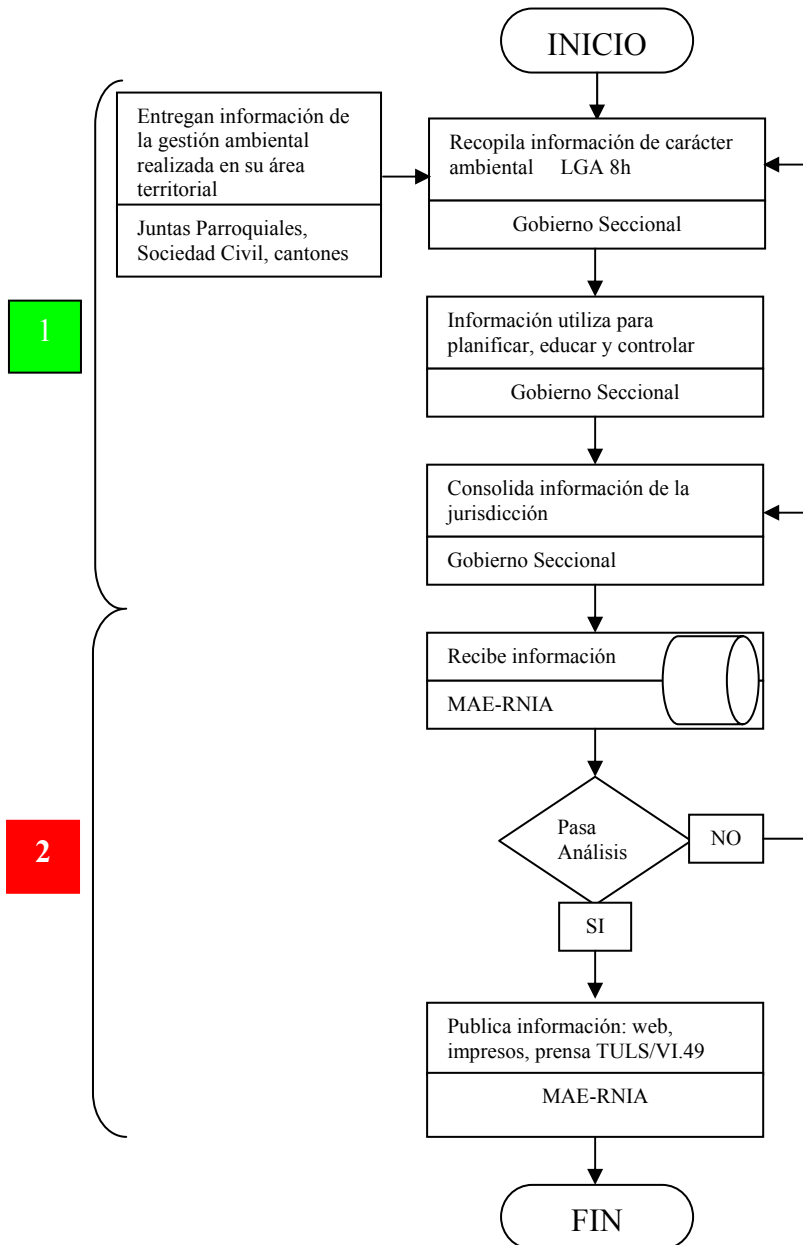 INICIO
Entregan información de
la gestión ambiental
realizada en su área
territorial
Juntas Parroquiales,
Sociedad Civil, cantones
Recopila información de carácter
ambiental LGA 8h
Gobierno Seccional
1
Información utiliza para
planificar, educar y controlar
Gobierno Seccional
Consolida información de la
jurisdicción
Gobierno Seccional
Recibe información
MAE-RNIA
2
Pasa
Análisis
NO
SI
Publica información: web,
impresos, prensa TULS/VI.49
MAE-RNIA
FIN